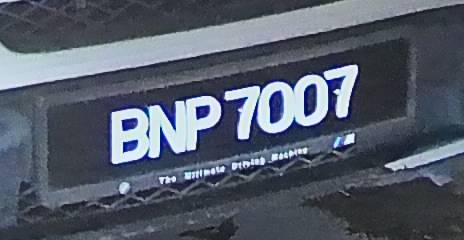 BNP 7007
The Ultimate Driving Machine